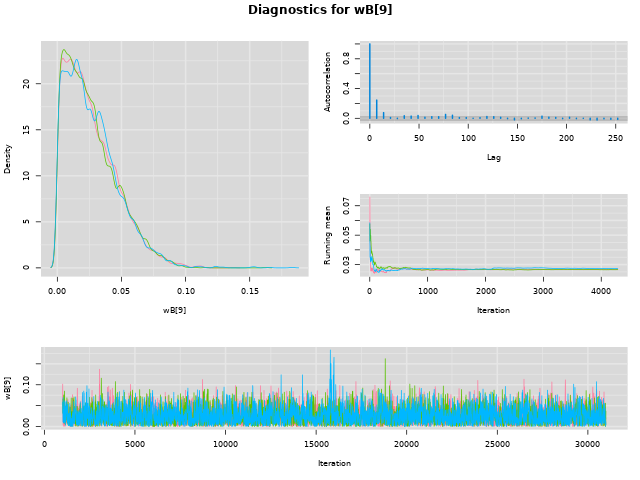 Diagnostics for wB[9]
Density
20
15
10
5
0
0.00 0.05 0.10 0.15
wB[9]
Autocorrelation
0.8
0.4
0.0
0 50 100 150 200 250
Lag
Running mean
0.07
0.05
0.03
0 1000 2000 3000 4000
Iteration
wB[9]
0.10
0.00
0 5000 10000 15000 20000 25000 30000
Iteration